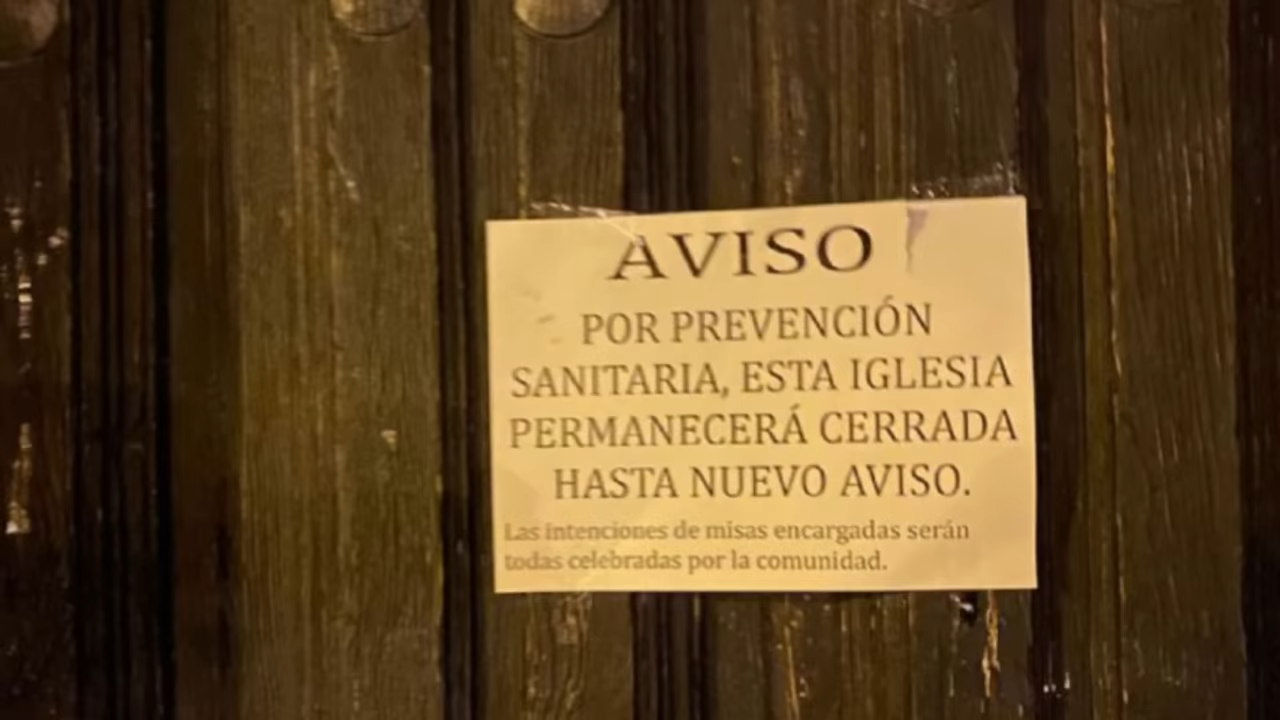 AVISO
POR PREVENCIÓN
SANITARIA, ESTA IGLESIA
PERMANECERÁ CERRADA
HASTA NUEVO AVISO.
Las intenciones de misas encargadas serán
todas celebradas por la comunidad.